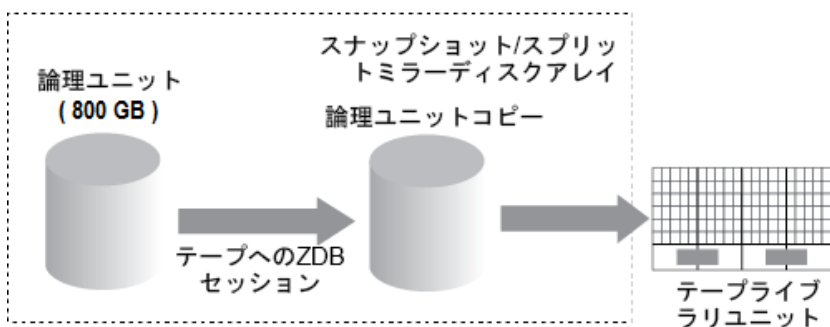 論理ユニット
( 800 GB )
スナップショット/スプリッ
トミラーディスクアレイ
論理ユニットコピー
テープへのZDB
セッション
テープライブ
ラリユニット